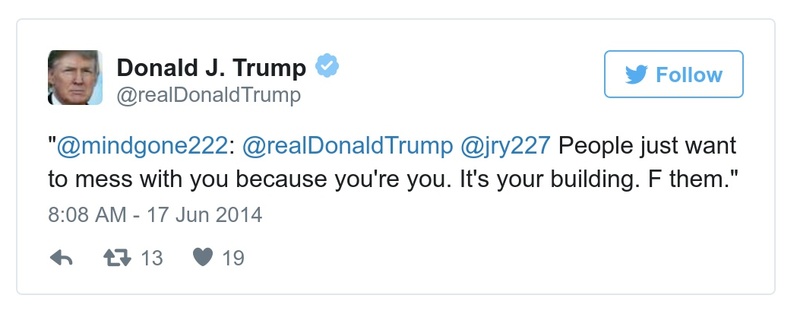 Donald J. Trump
@realDonaldTrump
Follow
"@mindgone222: @realDonaldTrump @jry227 People just want
to mess with you because you're you. It's your building. F them."
8:08 AM - 17 Jun 2014
13 19